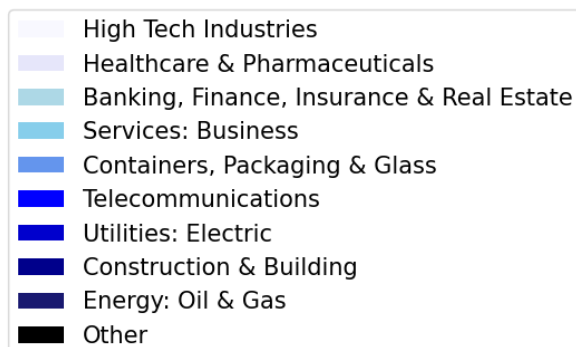 High Tech Industries
Healthcare & Pharmaceuticals
Banking, Finance, Insurance & Real Estate
Services: Business
Containers, Packaging & Glass
Telecommunications
Utilities: Electric
Construction & Building
Energy: Oil & Gas
Other